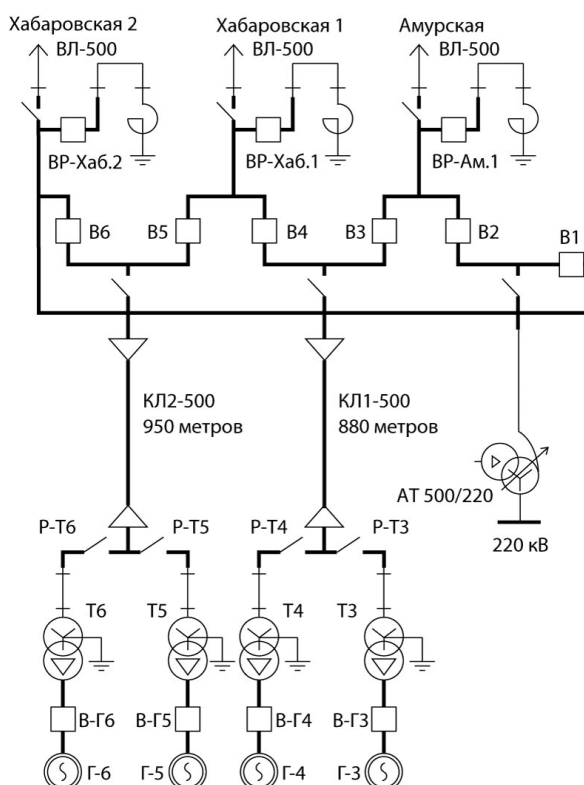 Хабаровская 2 Хабаровская 1 Амурская
ВЛ-500 ВЛ-500 ВЛ-500
ВР-Хаб.2 ВР-Хаб.1 ВР-Ам.1
В6 В5 В4 В3 В2 В1
КЛ2-500 КЛ1-500
950 метров 880 метров
АТ 500/220
Р-Т6 Р-Т5 Р-Т4 Р-Т3
220 кВ
Т6 Т5 Т4 Т3
В-Г6 В-Г5 В-Г4 В-Г3
Г-6 Г-5 Г-4 Г-3